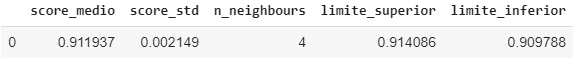 score_medio score_std n_neighbours limite_superior limite_inferior
0 0.911937 0.002149 4 0.914086 0.909788